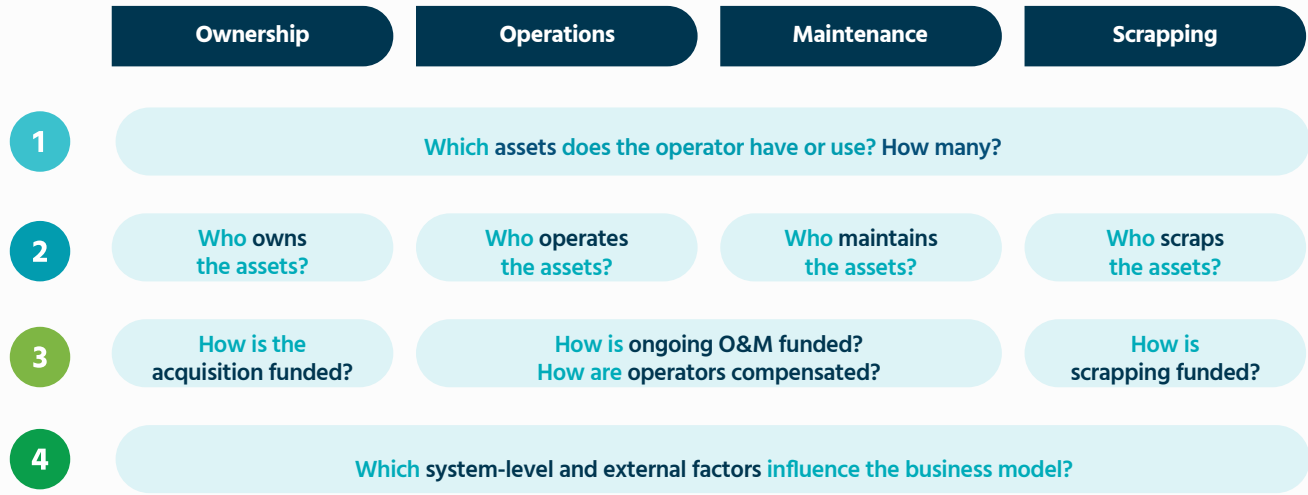 Ownership
Operations
Maintenance
Scrapping
1
Which assets does the operator have or use? How many?
2
Who owns
the assets?
Who operates
the assets?
Who maintains
the assets?
Who scraps
the assets?
3
How is the
acquisition funded?
How is ongoing O&M funded?
How are operators compensated?
How is
scrapping funded?
4
Which system-level and external factors influence the business model?